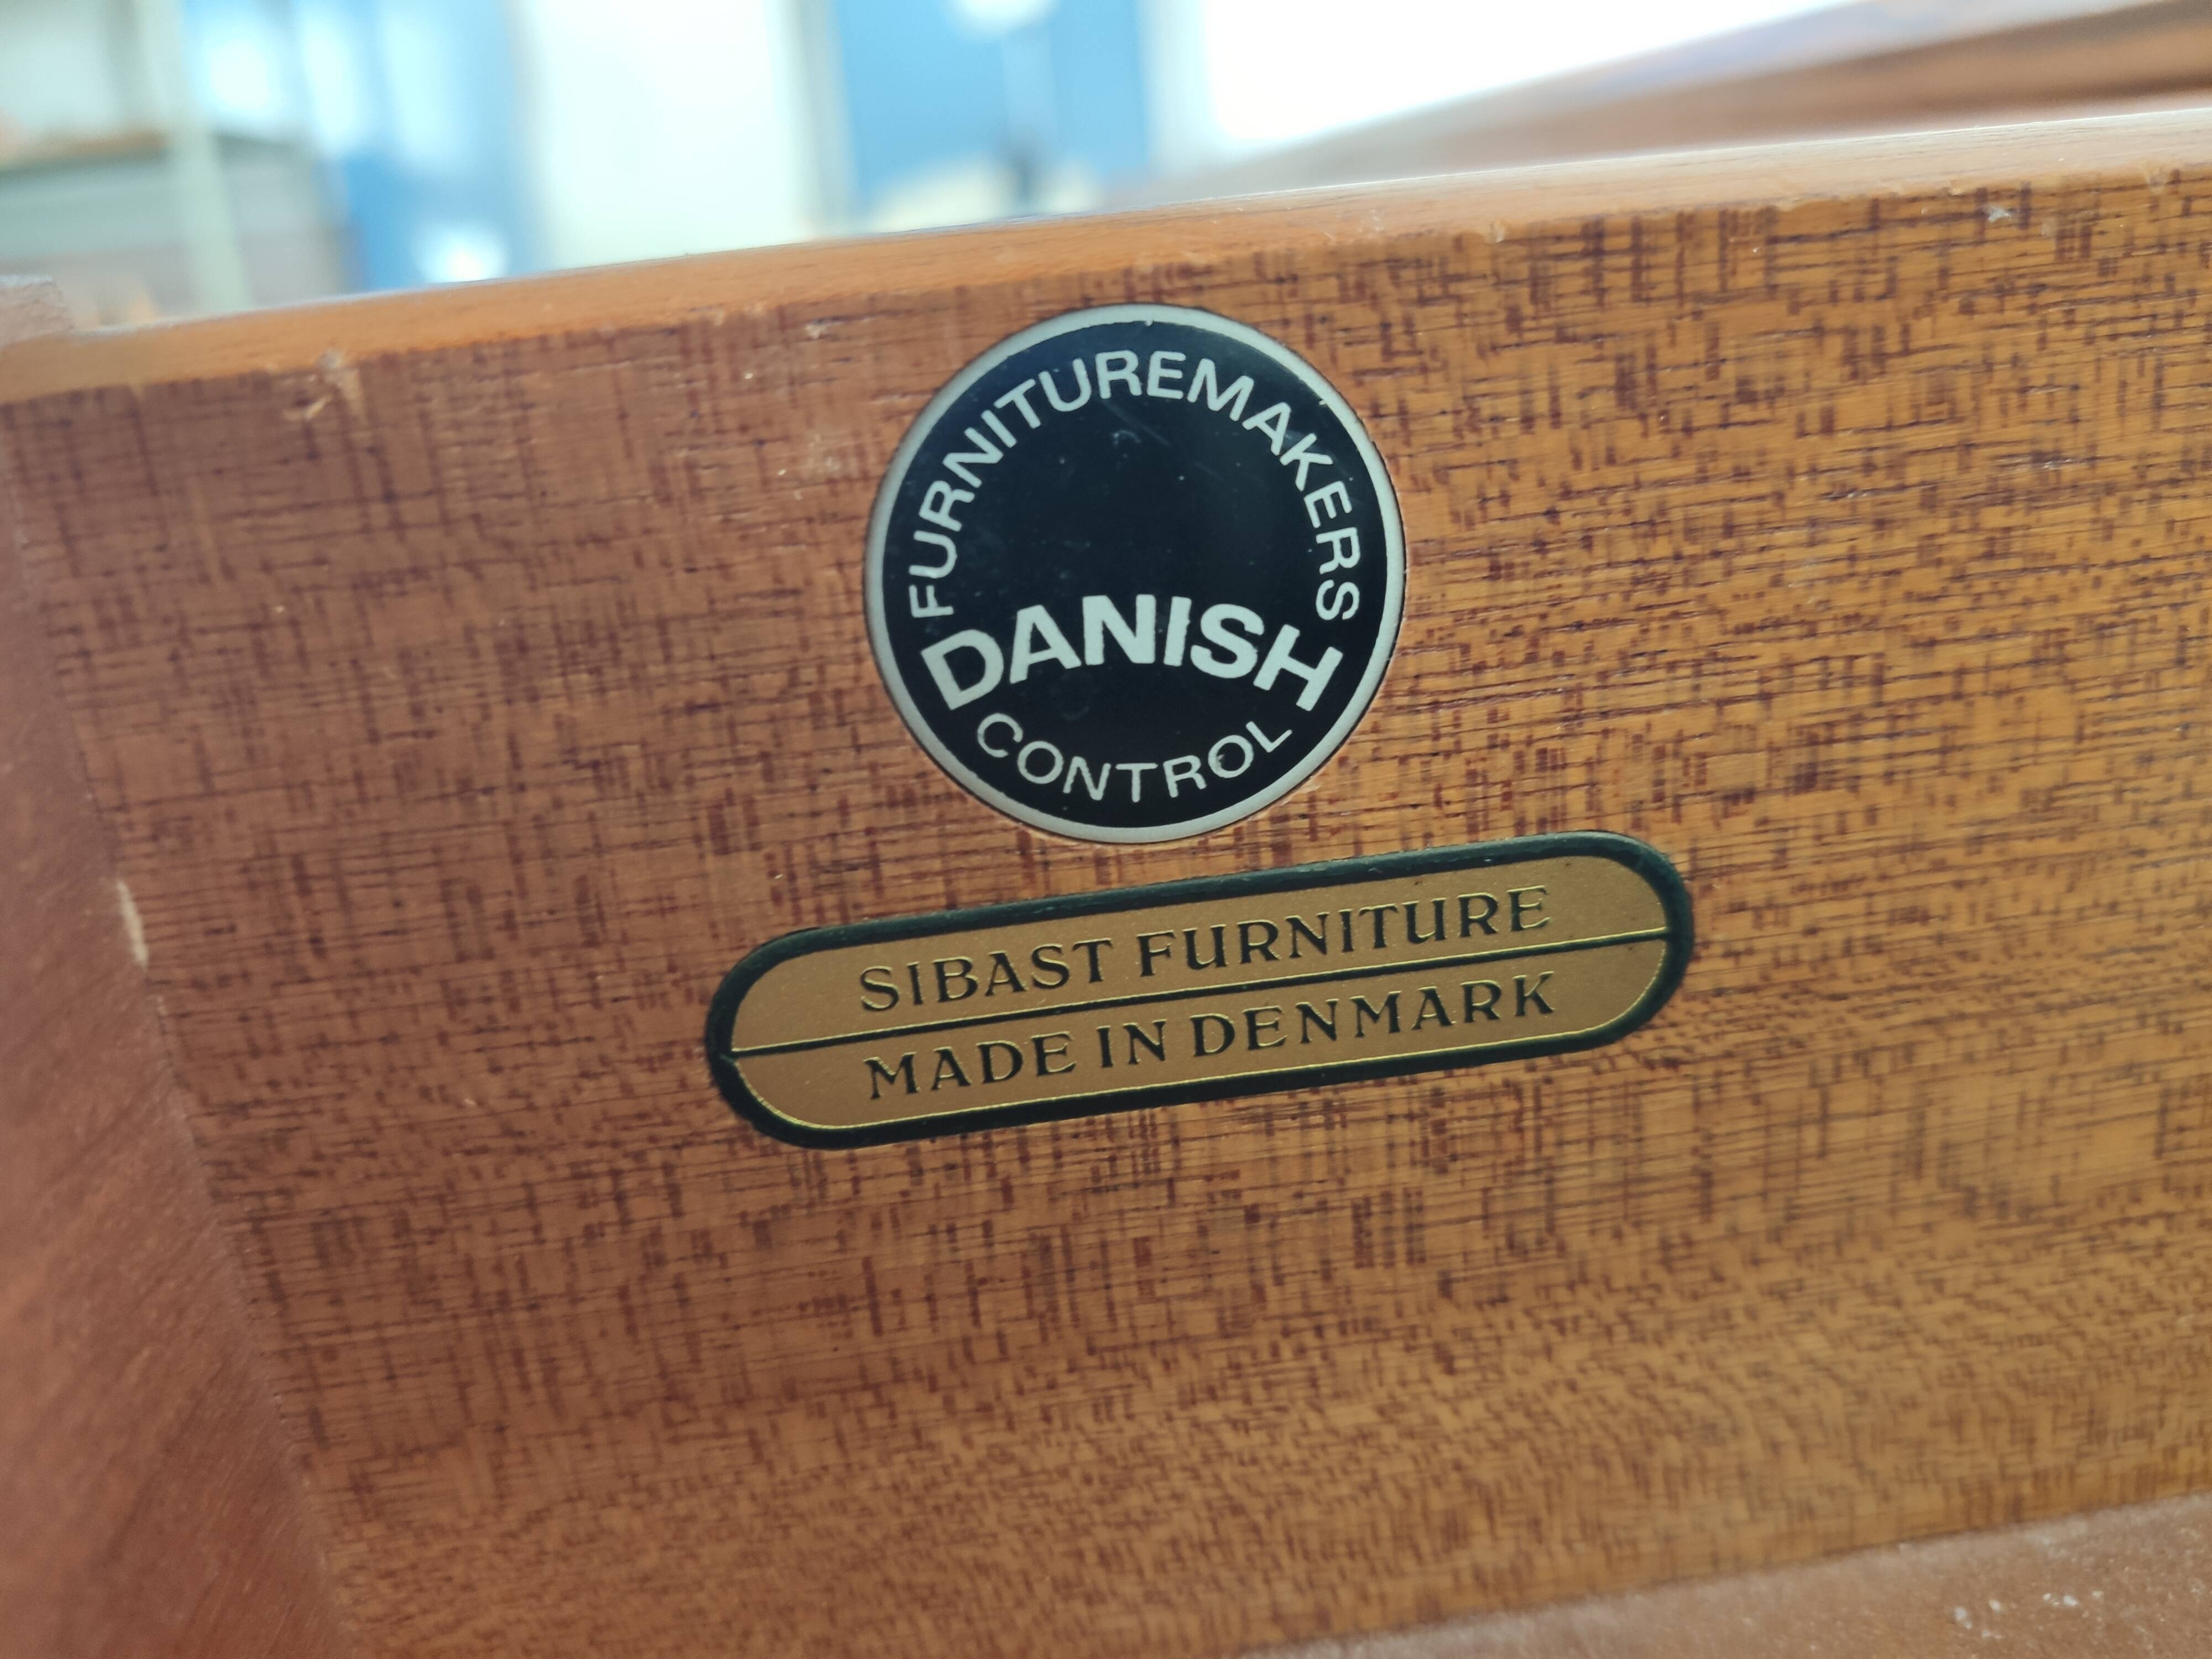 FURNITUREMAKERS
DANISH
CONTROL
SIBAST FURNITURE
MADE IN DENMARK